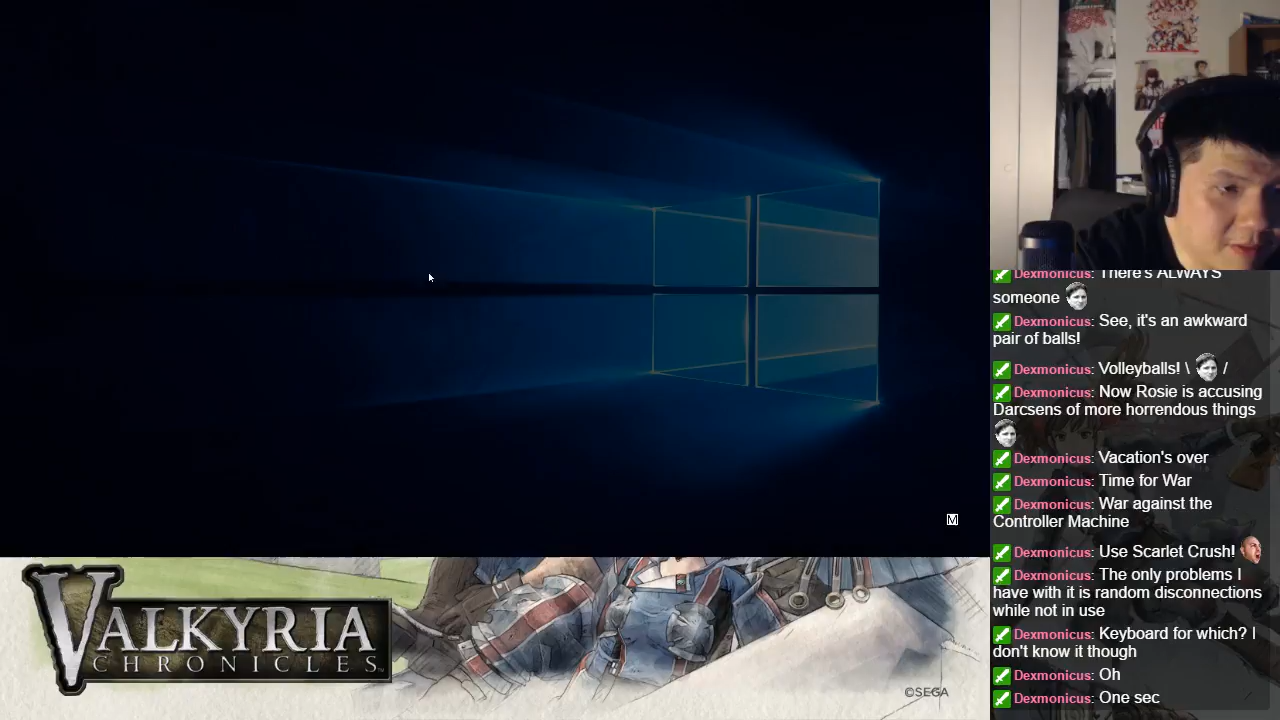 Dexmonicus: There's ALWAYS
someone
Dexmonicus: See, it's an awkward
pair of balls!
Dexmonicus: Volleyballs! \ /
Dexmonicus: Now Rosie is accusing
Darcsens of more horrendous things
Dexmonicus: Vacation's over
Dexmonicus: Time for War
Dexmonicus: War against the
Controller Machine
Dexmonicus: Use Scarlet Crush!
Dexmonicus: The only problems I
have with it is random disconnections
while not in use
Dexmonicus: Keyboard for which? I
don't know it though
Dexmonicus: Oh
Dexmonicus: One sec
M
VALKYRIA
CHRONICLES
©SEGA